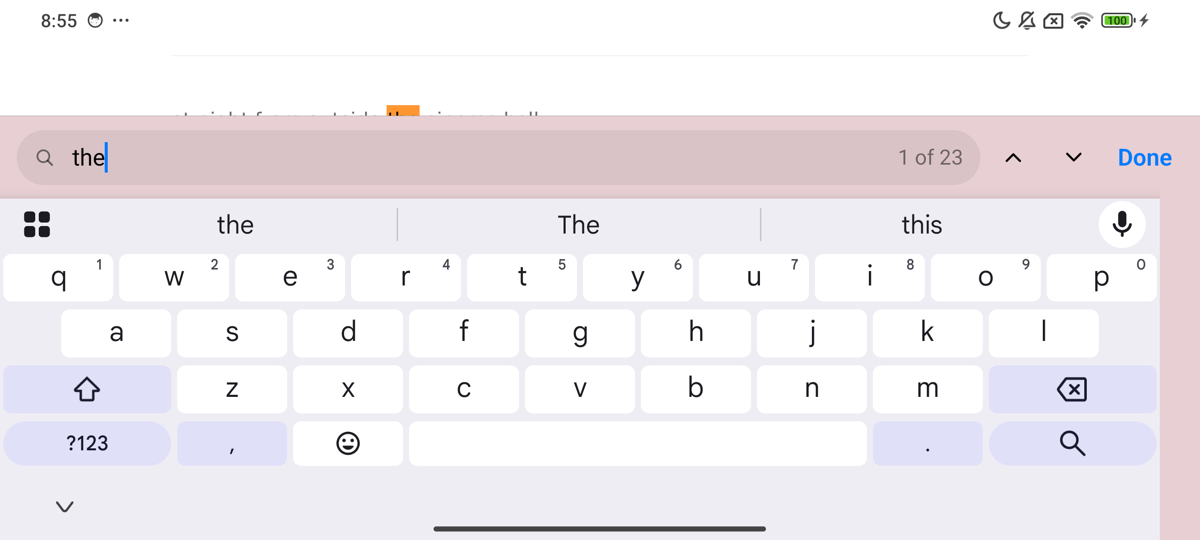 8:55
100
the
1 of 23
Done
the The this
q 1 w 2 e 3 r 4 t 5 y 6 u 7 i 8 o 9 p 0
a s d f g h j k l
z x c v b n m
?123 , .